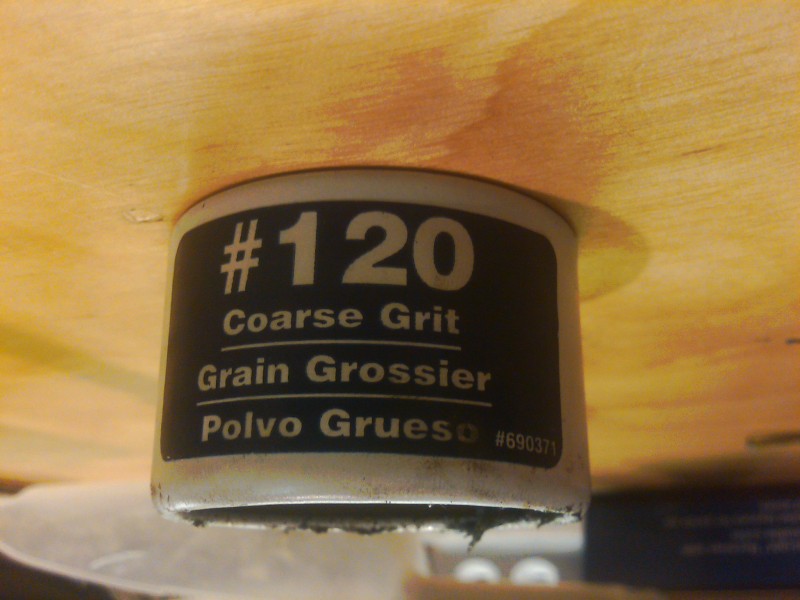 #120
Coarse Grit
Grain Grossier
Polvo Grueso
#690371